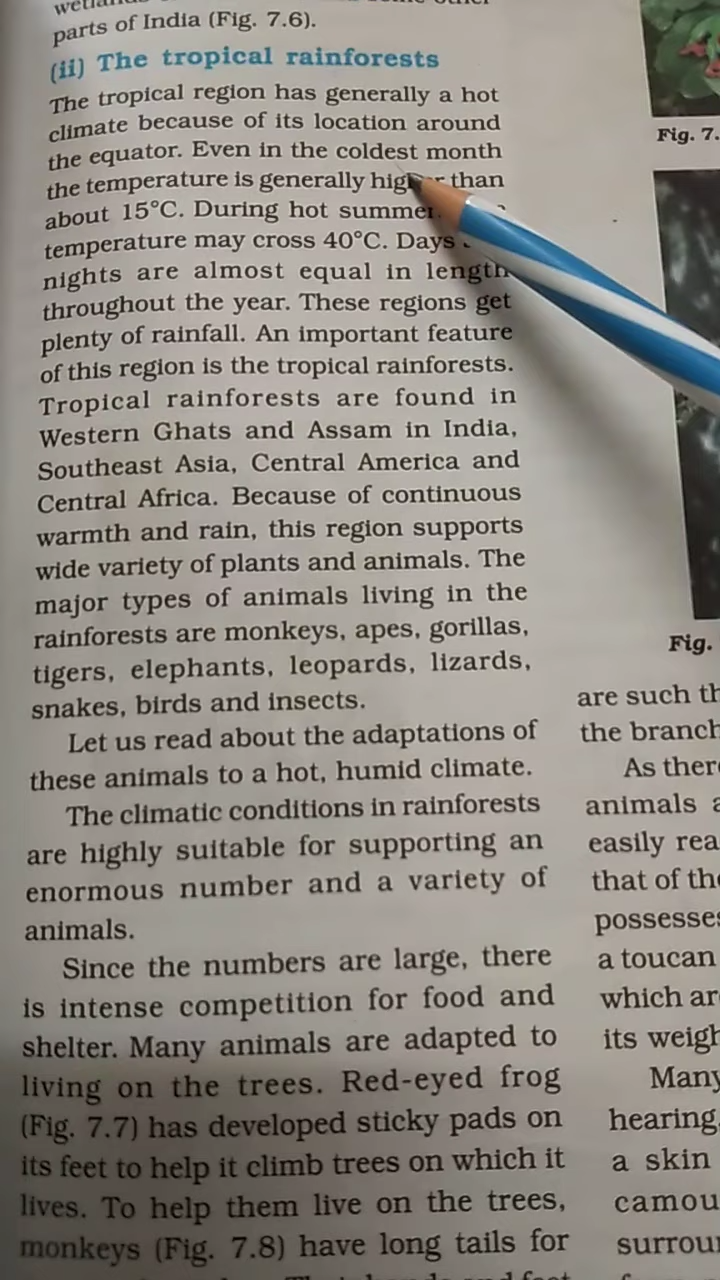 parts of India (Fig. 7.6).
(ii) The tropical rainforests
The tropical region has generally a hot
climate because of its location around
the equator. Even in the coldest month
the temperature is generally higher than
about 15°C. During hot summer
temperature may cross 40°C. Days
nights are almost equal in length
throughout the year. These regions get
plenty of rainfall. An important feature
of this region is the tropical rainforests.
Tropical rainforests are found in
Western Ghats and Assam in India,
Southeast Asia, Central America and
Central Africa. Because of continuous
warmth and rain, this region supports
wide variety of plants and animals. The
major types of animals living in the
rainforests are monkeys, apes, gorillas,
tigers, elephants, leopards, lizards,
snakes, birds and insects.
Let us read about the adaptations of
these animals to a hot, humid climate.
The climatic conditions in rainforests
are highly suitable for supporting an
enormous number and a variety of
animals.
Since the numbers are large, there
is intense competition for food and
shelter. Many animals are adapted to
living on the trees. Red-eyed frog
(Fig. 7.7) has developed sticky pads on
its feet to help it climb trees on which it
lives. To help them live on the trees,
monkeys (Fig. 7.8) have long tails for
Fig. 7.
Fig.
are such th
the branch
As there
animals a
easily rea
that of the
possesses
a toucan
which are
its weigh
Many
hearing,
a skin
camou
surrour